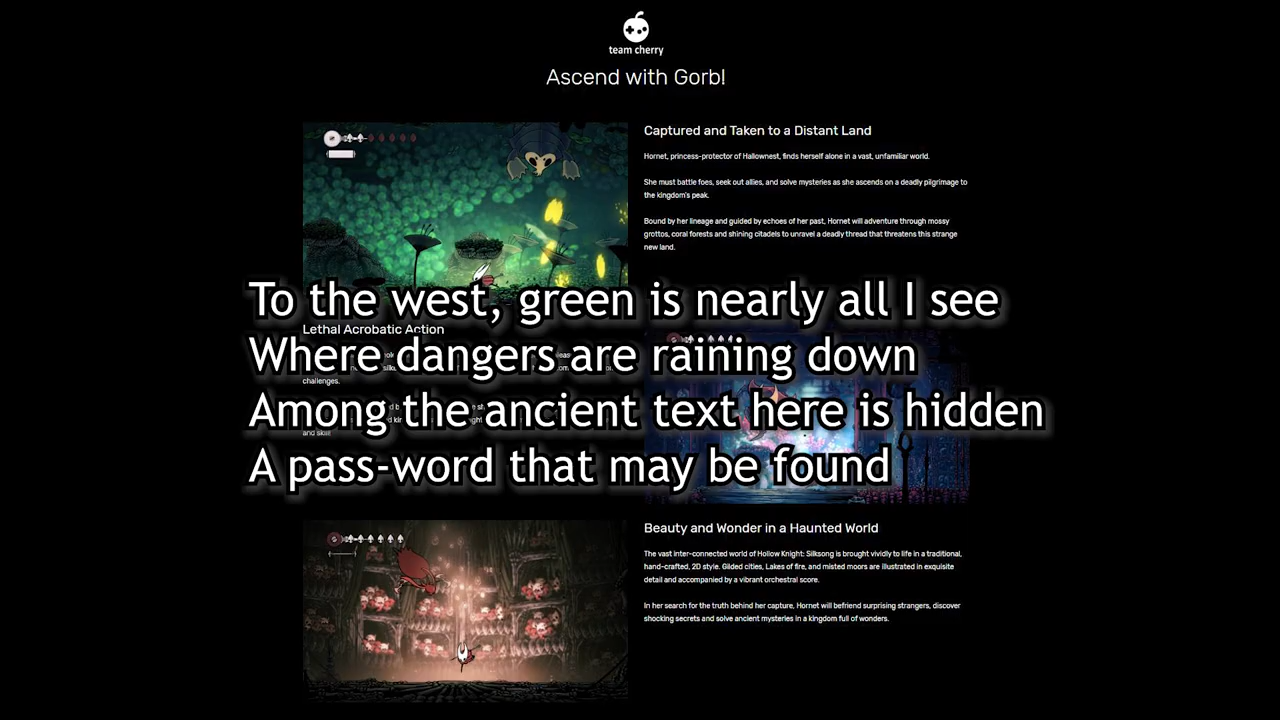 team cherry
Ascend with Gorb!
Captured and Taken to a Distant Land
Hornet, princess-protector of Hallownest, finds herself alone in a vast, unfamiliar world.
She must battle foes, seek out allies, and solve mysteries as she ascends on a deadly pilgrimage to
the kingdom's peak.
Bound by her lineage and guided by echoes of her past, Hornet will adventure through mossy
grottos, coral forests and shining citadels to unravel a deadly thread that threatens this strange
new land.
To the west, green is nearly all I see
Where dangers are raining down
Among the ancient text here is hidden
A pass-word that may be found
Lethal Acrobatic Action
challenges.
and skill
Beauty and Wonder in a Haunted World
The vast inter-connected world of Hollow Knight: Silksong is brought vividly to life in a traditional,
hand-crafted, 2D style. Gilded cities, Lakes of fire, and misted moors are illustrated in exquisite
detail and accompanied by a vibrant orchestral score.
In her search for the truth behind her capture, Hornet will befriend surprising strangers, discover
shocking secrets and solve ancient mysteries in a kingdom full of wonders.